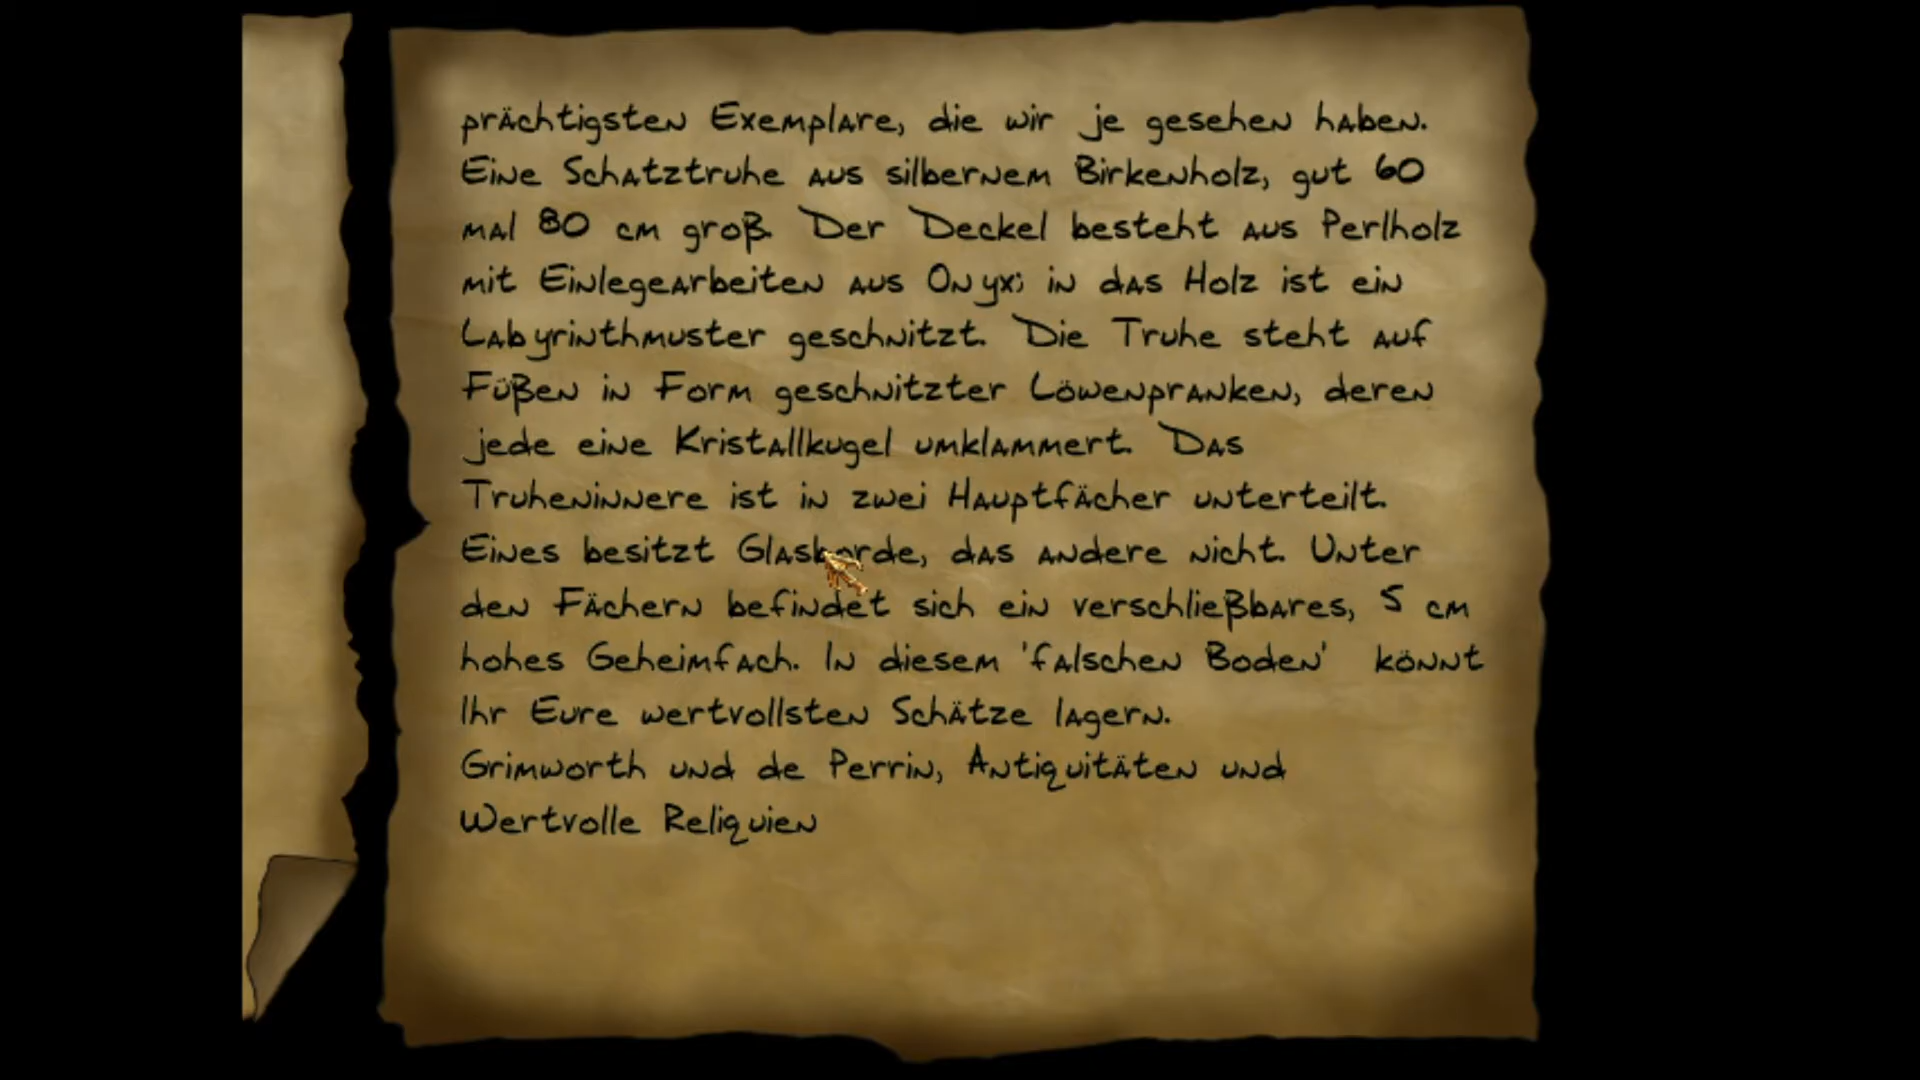 prächtigsten Exemplare, die wir je gesehen haben.
Eine Schatztruhe aus silbernem Birkenholz, gut 60
mal 80 cm groß. Der Deckel besteht aus Perlholz
mit Einlegearbeiten aus Onyx; in das Holz ist ein
Labyrinthmuster geschnitzt. Die Truhe steht auf
Füßen in Form geschnitzter Löwenpranken, deren
jede eine Kristallkugel umklammert. Das
Truheninnere ist in zwei Hauptfächer unterteilt.
Eines besitzt Glasborde, das andere nicht. Unter
den Fächern befindet sich ein verschließbares, 5 cm
hohes Geheimfach. In diesem 'falschen Boden' könnt
Ihr Eure wertvollsten Schätze lagern.
Grimworth und de Perrin, Antiquitäten und
Wertvolle Reliquien